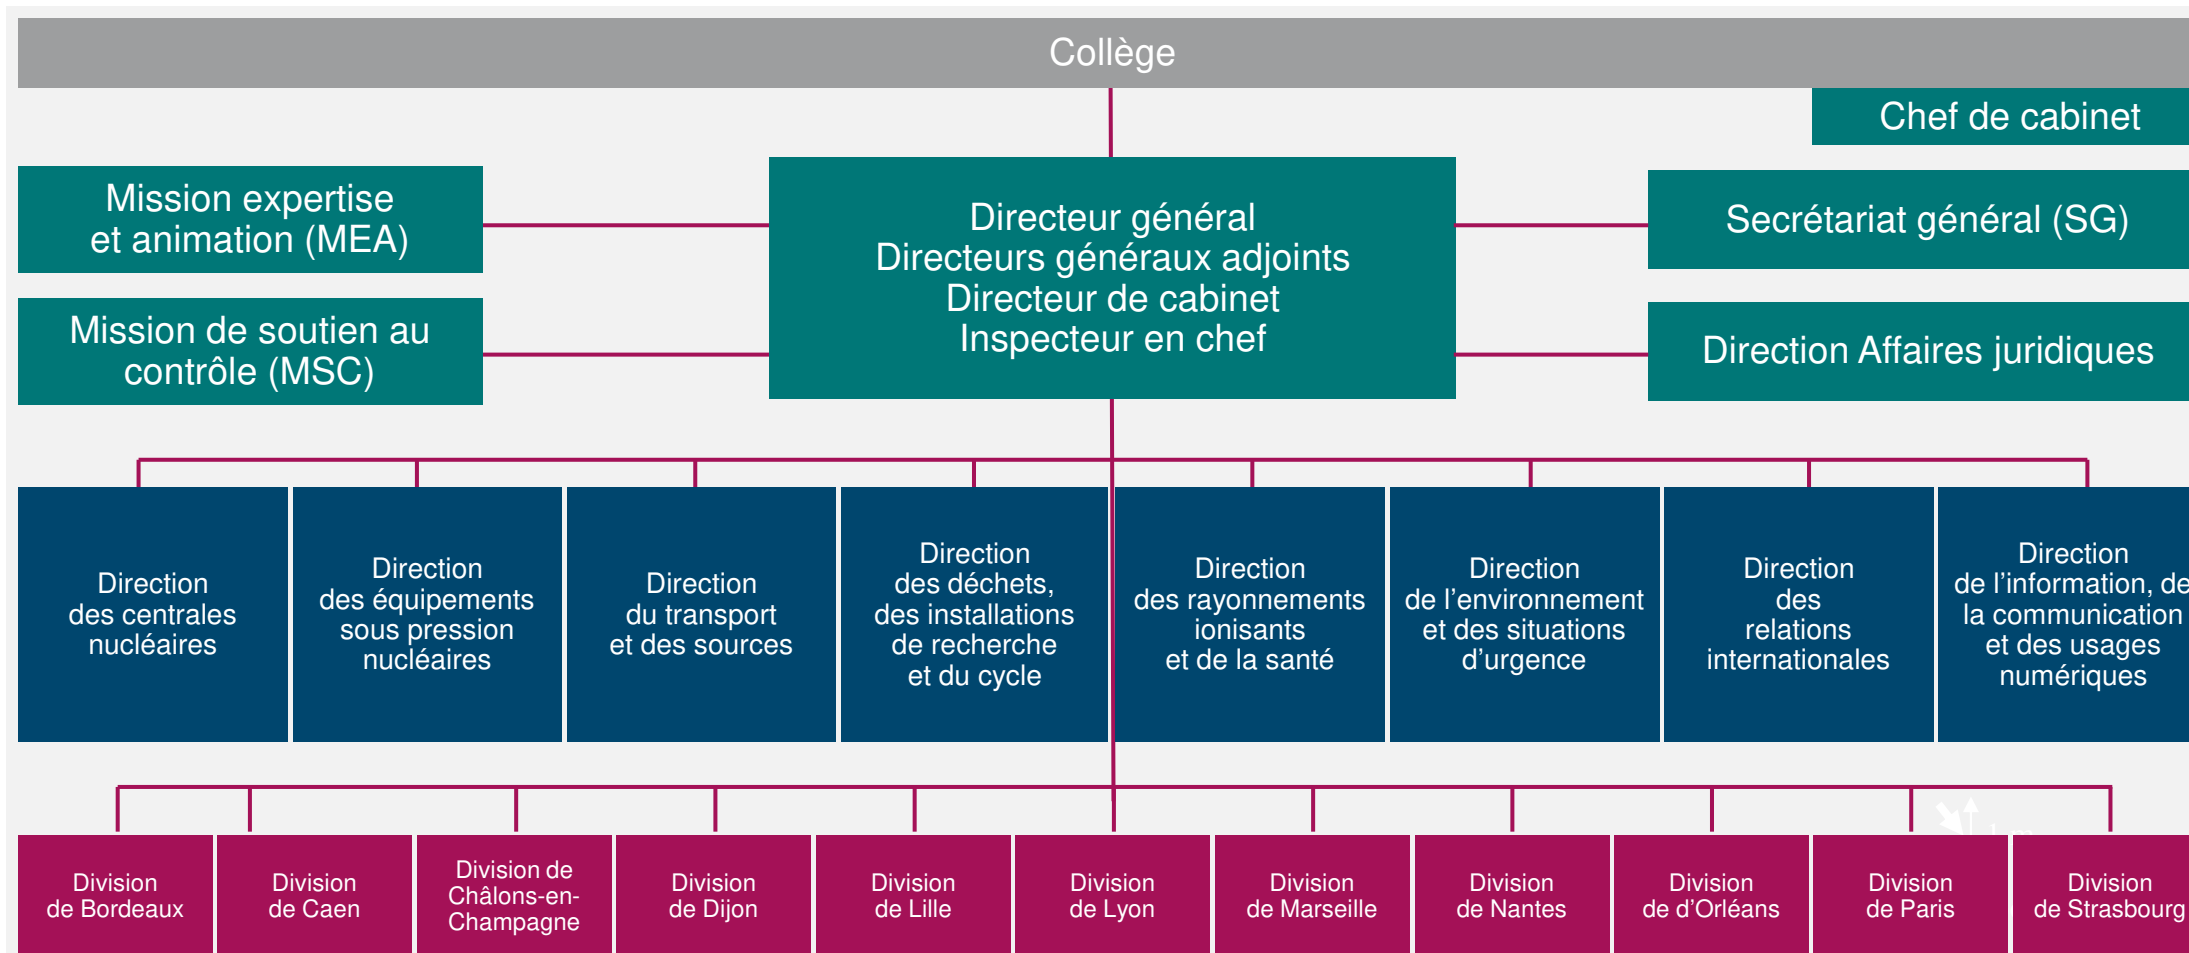 Collège
Chef de cabinet
Mission expertise
et animation (MEA)
Directeur général
Directeurs généraux adjoints
Directeur de cabinet
Inspecteur en chef
Secrétariat général (SG)
Mission de soutien au
contrôle (MSC)
Direction Affaires juridiques
Direction
des centrales
nucléaires
Direction
des équipements
sous pression
nucléaires
Direction
du transport
et des sources
Direction
des déchets,
des installations
de recherche
et du cycle
Direction
des rayonnements
ionisants
et de la santé
Direction
de l'environnement
et des situations
d'urgence
Direction
des
relations
internationales
Direction
de l’information, de
la communication
et des usages
numériques
Division
de Bordeaux
Division
de Caen
Division de
Châlons-en-
Champagne
Division
de Dijon
Division
de Lille
Division
de Lyon
Division
de Marseille
Division
de Nantes
Division
de d’Orléans
Division
de Paris
Division
de Strasbourg